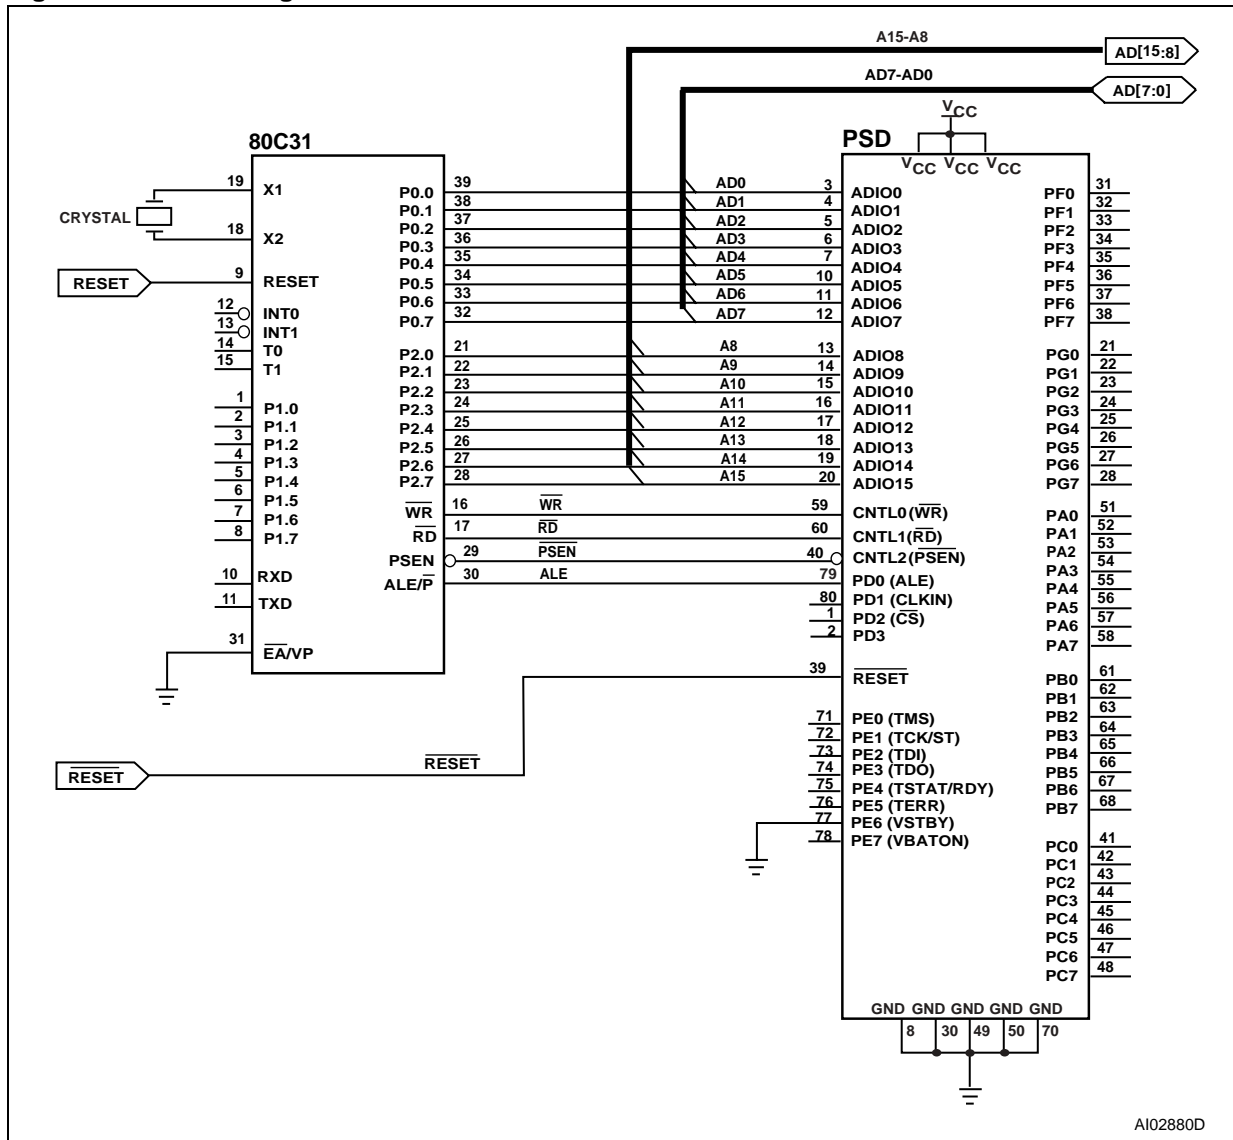 A15-A8
AD[15:8]
AD7-AD0
AD[7:0]
VCC
80C31
PSD
VCC VCC VCC
19 X1
CRYSTAL
18 X2
RESET 9 RESET
12 INT0
13 INT1
14 T0
15 T1
1 P1.0
2 P1.1
3 P1.2
4 P1.3
5 P1.4
6 P1.5
7 P1.6
8 P1.7
10 RXD
11 TXD
31 EA/VP
P0.0 39 AD0 3 ADIO0
P0.1 38 AD1 4 ADIO1
P0.2 37 AD2 5 ADIO2
P0.3 36 AD3 6 ADIO3
P0.4 35 AD4 7 ADIO4
P0.5 34 AD5 10 ADIO5
P0.6 33 AD6 11 ADIO6
P0.7 32 AD7 12 ADIO7
P2.0 21 A8 13 ADIO8
P2.1 22 A9 14 ADIO9
P2.2 23 A10 15 ADIO10
P2.3 24 A11 16 ADIO11
P2.4 25 A12 17 ADIO12
P2.5 26 A13 18 ADIO13
P2.6 27 A14 19 ADIO14
P2.7 28 A15 20 ADIO15
WR 16 WR 59 CNTL0(WR)
RD 17 RD 60 CNTL1(RD)
PSEN 29 PSEN 40 CNTL2(PSEN)
ALE/P 30 ALE 79 PD0 (ALE)
80 PD1 (CLKIN)
1 PD2 (CS)
2 PD3
39 RESET
RESET RESET
71 PE0 (TMS)
72 PE1 (TCK/ST)
73 PE2 (TDI)
74 PE3 (TDO)
75 PE4 (TSTAT/RDY)
76 PE5 (TERR)
77 PE6 (VSTBY)
78 PE7 (VBATON)
PF0 31
PF1 32
PF2 33
PF3 34
PF4 35
PF5 36
PF6 37
PF7 38
PG0 21
PG1 22
PG2 23
PG3 24
PG4 25
PG5 26
PG6 27
PG7 28
PA0 51
PA1 52
PA2 53
PA3 54
PA4 55
PA5 56
PA6 57
PA7 58
PB0 61
PB1 62
PB2 63
PB3 64
PB4 65
PB5 66
PB6 67
PB7 68
PC0 41
PC1 42
PC2 43
PC3 44
PC4 45
PC5 46
PC6 47
PC7 48
GND GND GND GND GND
8 30 49 50 70
AI02880D